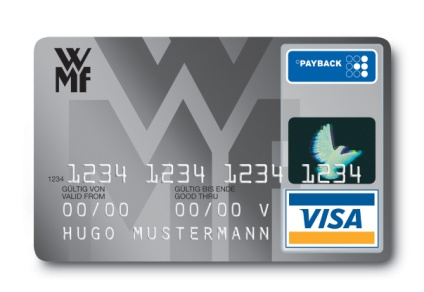 WMF
°PAYBACK
1234 1234 1234 1234 1234
GÜLTIG VON GÜLTIG BIS ENDE
VALID FROM GOOD THRU
00/00 00/00 V
HUGO MUSTERMANN
VISA